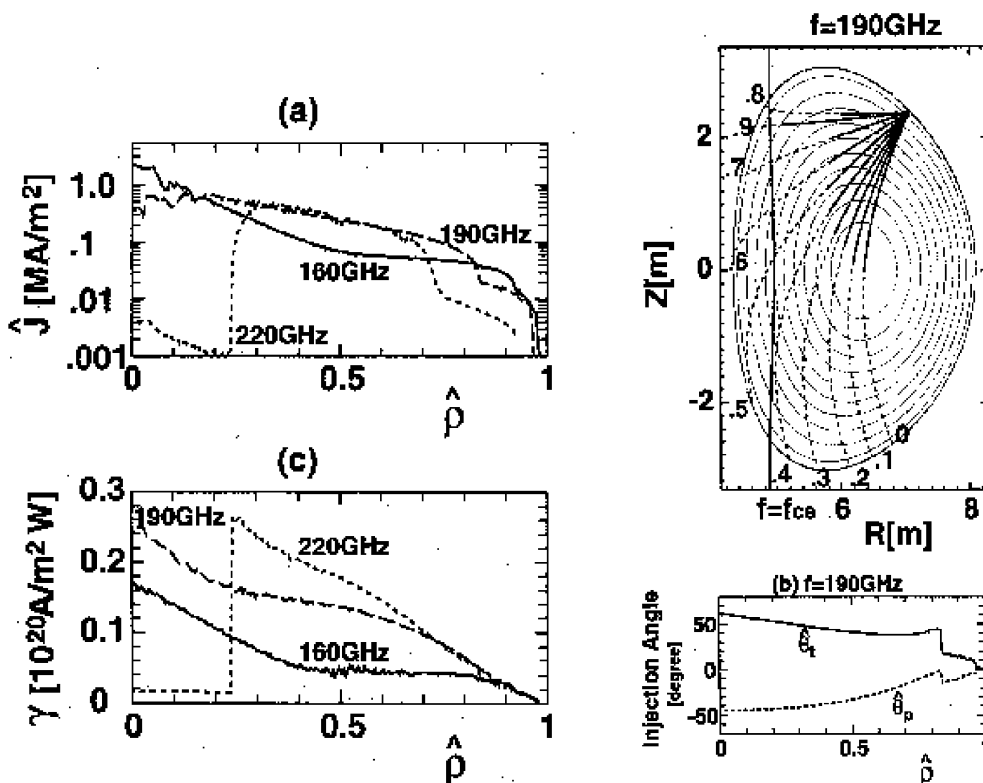 (a)
Ĵ [MA/m²]
1.0
.1
.01
.001
190GHz
160GHz
220GHz
0
0.5
1
ρ̂
(c)
γ [10²⁰A/m² W]
0.3
0.2
0.1
0
190GHz
220GHz
160GHz
0
0.5
1
ρ̂
f=190GHz
Z[m]
2
0
-2
.8
.9
.7
.6
.5
.4
.3
.2
.1
0
f=fce
6
8
R[m]
(b) f=190GHz
Injection Angle
[degree]
50
0
-50
θ̂t
θ̂p
0
0.5
ρ̂